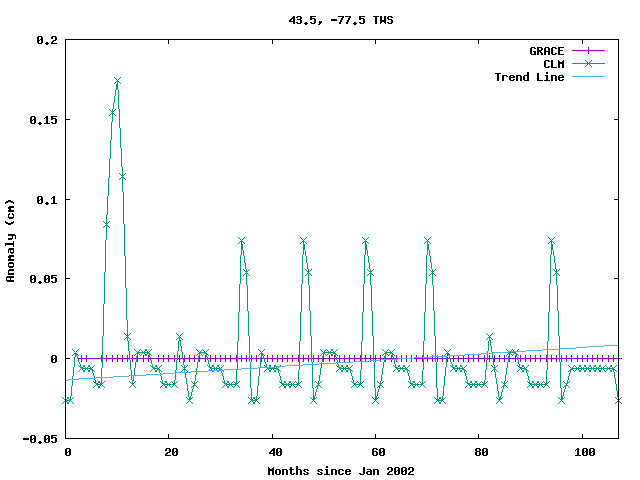 43.5, -77.5 TWS
GRACE
CLM
Trend Line
0.2
0.15
0.1
0.05
0
-0.05
Anomaly (cm)
0 20 40 60 80 100
Months since Jan 2002